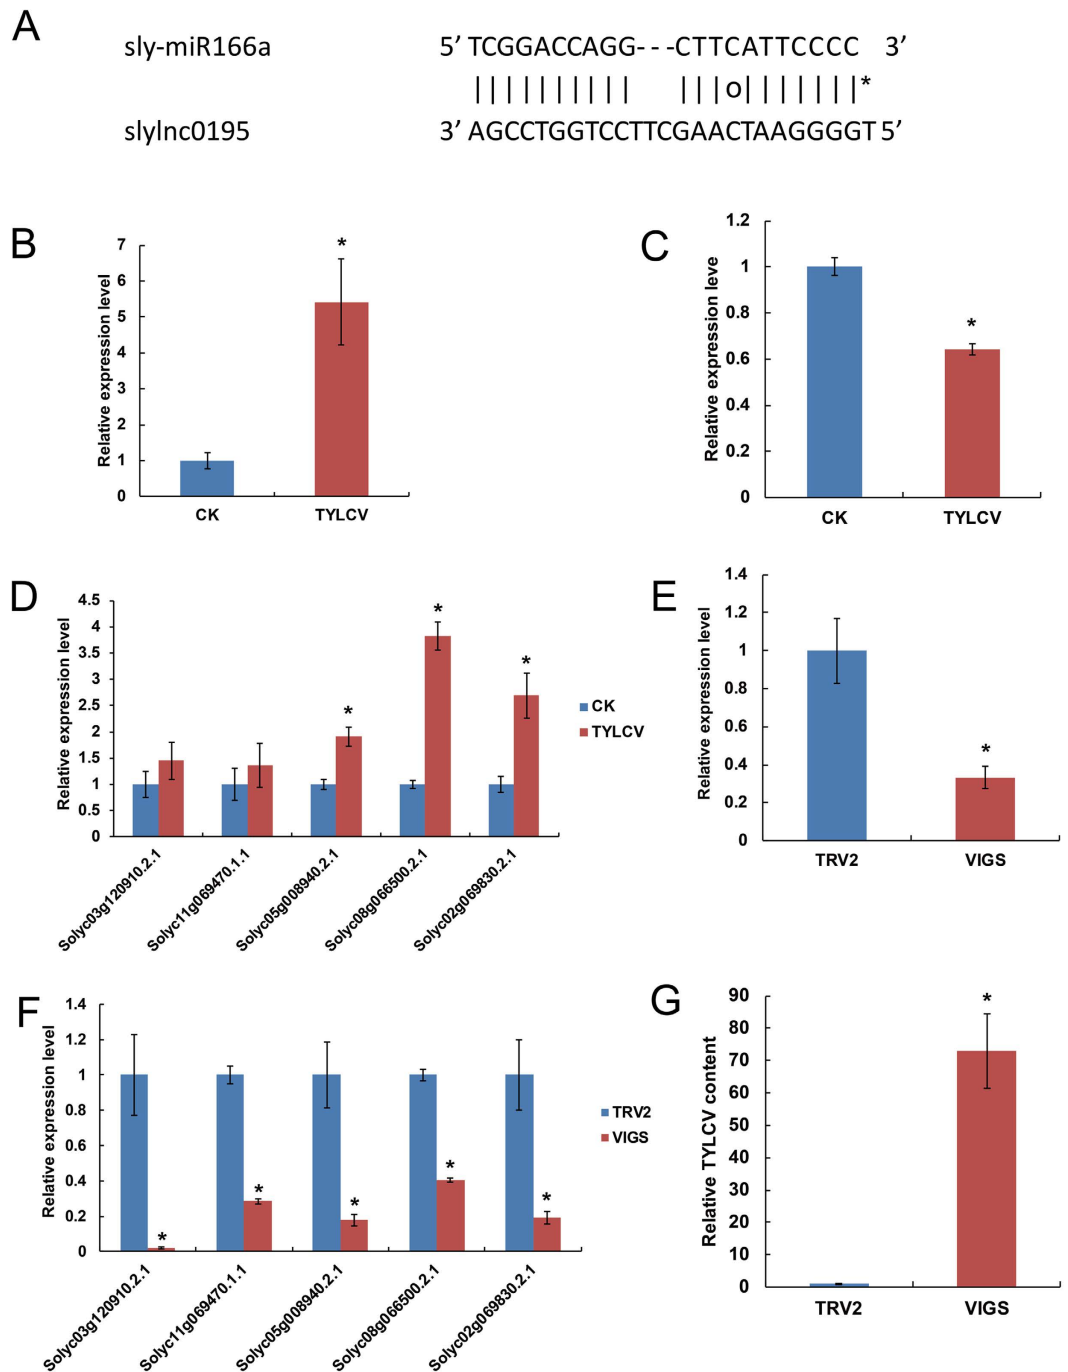 A
sly-miR166a 5’ TCGGACCAGG---CTTCATTCCCC 3’
||||||||||   |||o|||||||*
slylnc0195 3’ AGCCTGGTCCTTCGAACTAAGGGGT 5’
B
Relative expression level
7
6
5
4
3
2
1
0
*
CK TYLCV
C
Relative expression leve
1.2
1
0.8
0.6
0.4
0.2
0
*
CK TYLCV
D
Relative expression level
4.5
4
3.5
3
2.5
2
1.5
1
0.5
0
* * *
CK
TYLCV
Solyc03g120910.2.1
Solyc11g069470.1.1
Solyc05g008940.2.1
Solyc08g066500.2.1
Solyc02g069830.2.1
E
Relative expression level
1.4
1.2
1
0.8
0.6
0.4
0.2
0
*
TRV2 VIGS
F
Relative expression level
1.4
1.2
1
0.8
0.6
0.4
0.2
0
* * * * *
TRV2
VIGS
Solyc03g120910.2.1
Solyc11g069470.1.1
Solyc05g008940.2.1
Solyc08g066500.2.1
Solyc02g069830.2.1
G
Relative TYLCV content
90
80
70
60
50
40
30
20
10
0
*
TRV2 VIGS